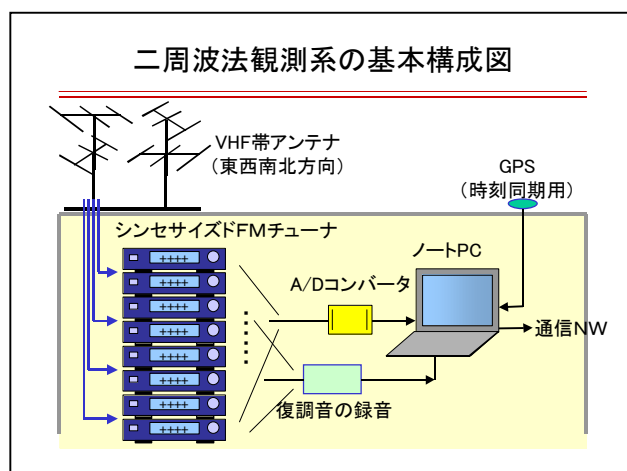 二周波法観測系の基本構成図
VHF帯アンテナ
(東西南北方向)
GPS
(時刻同期用)
シンセサイズドFMチューナ
ノートPC
A/Dコンバータ
通信NW
復調音の録音